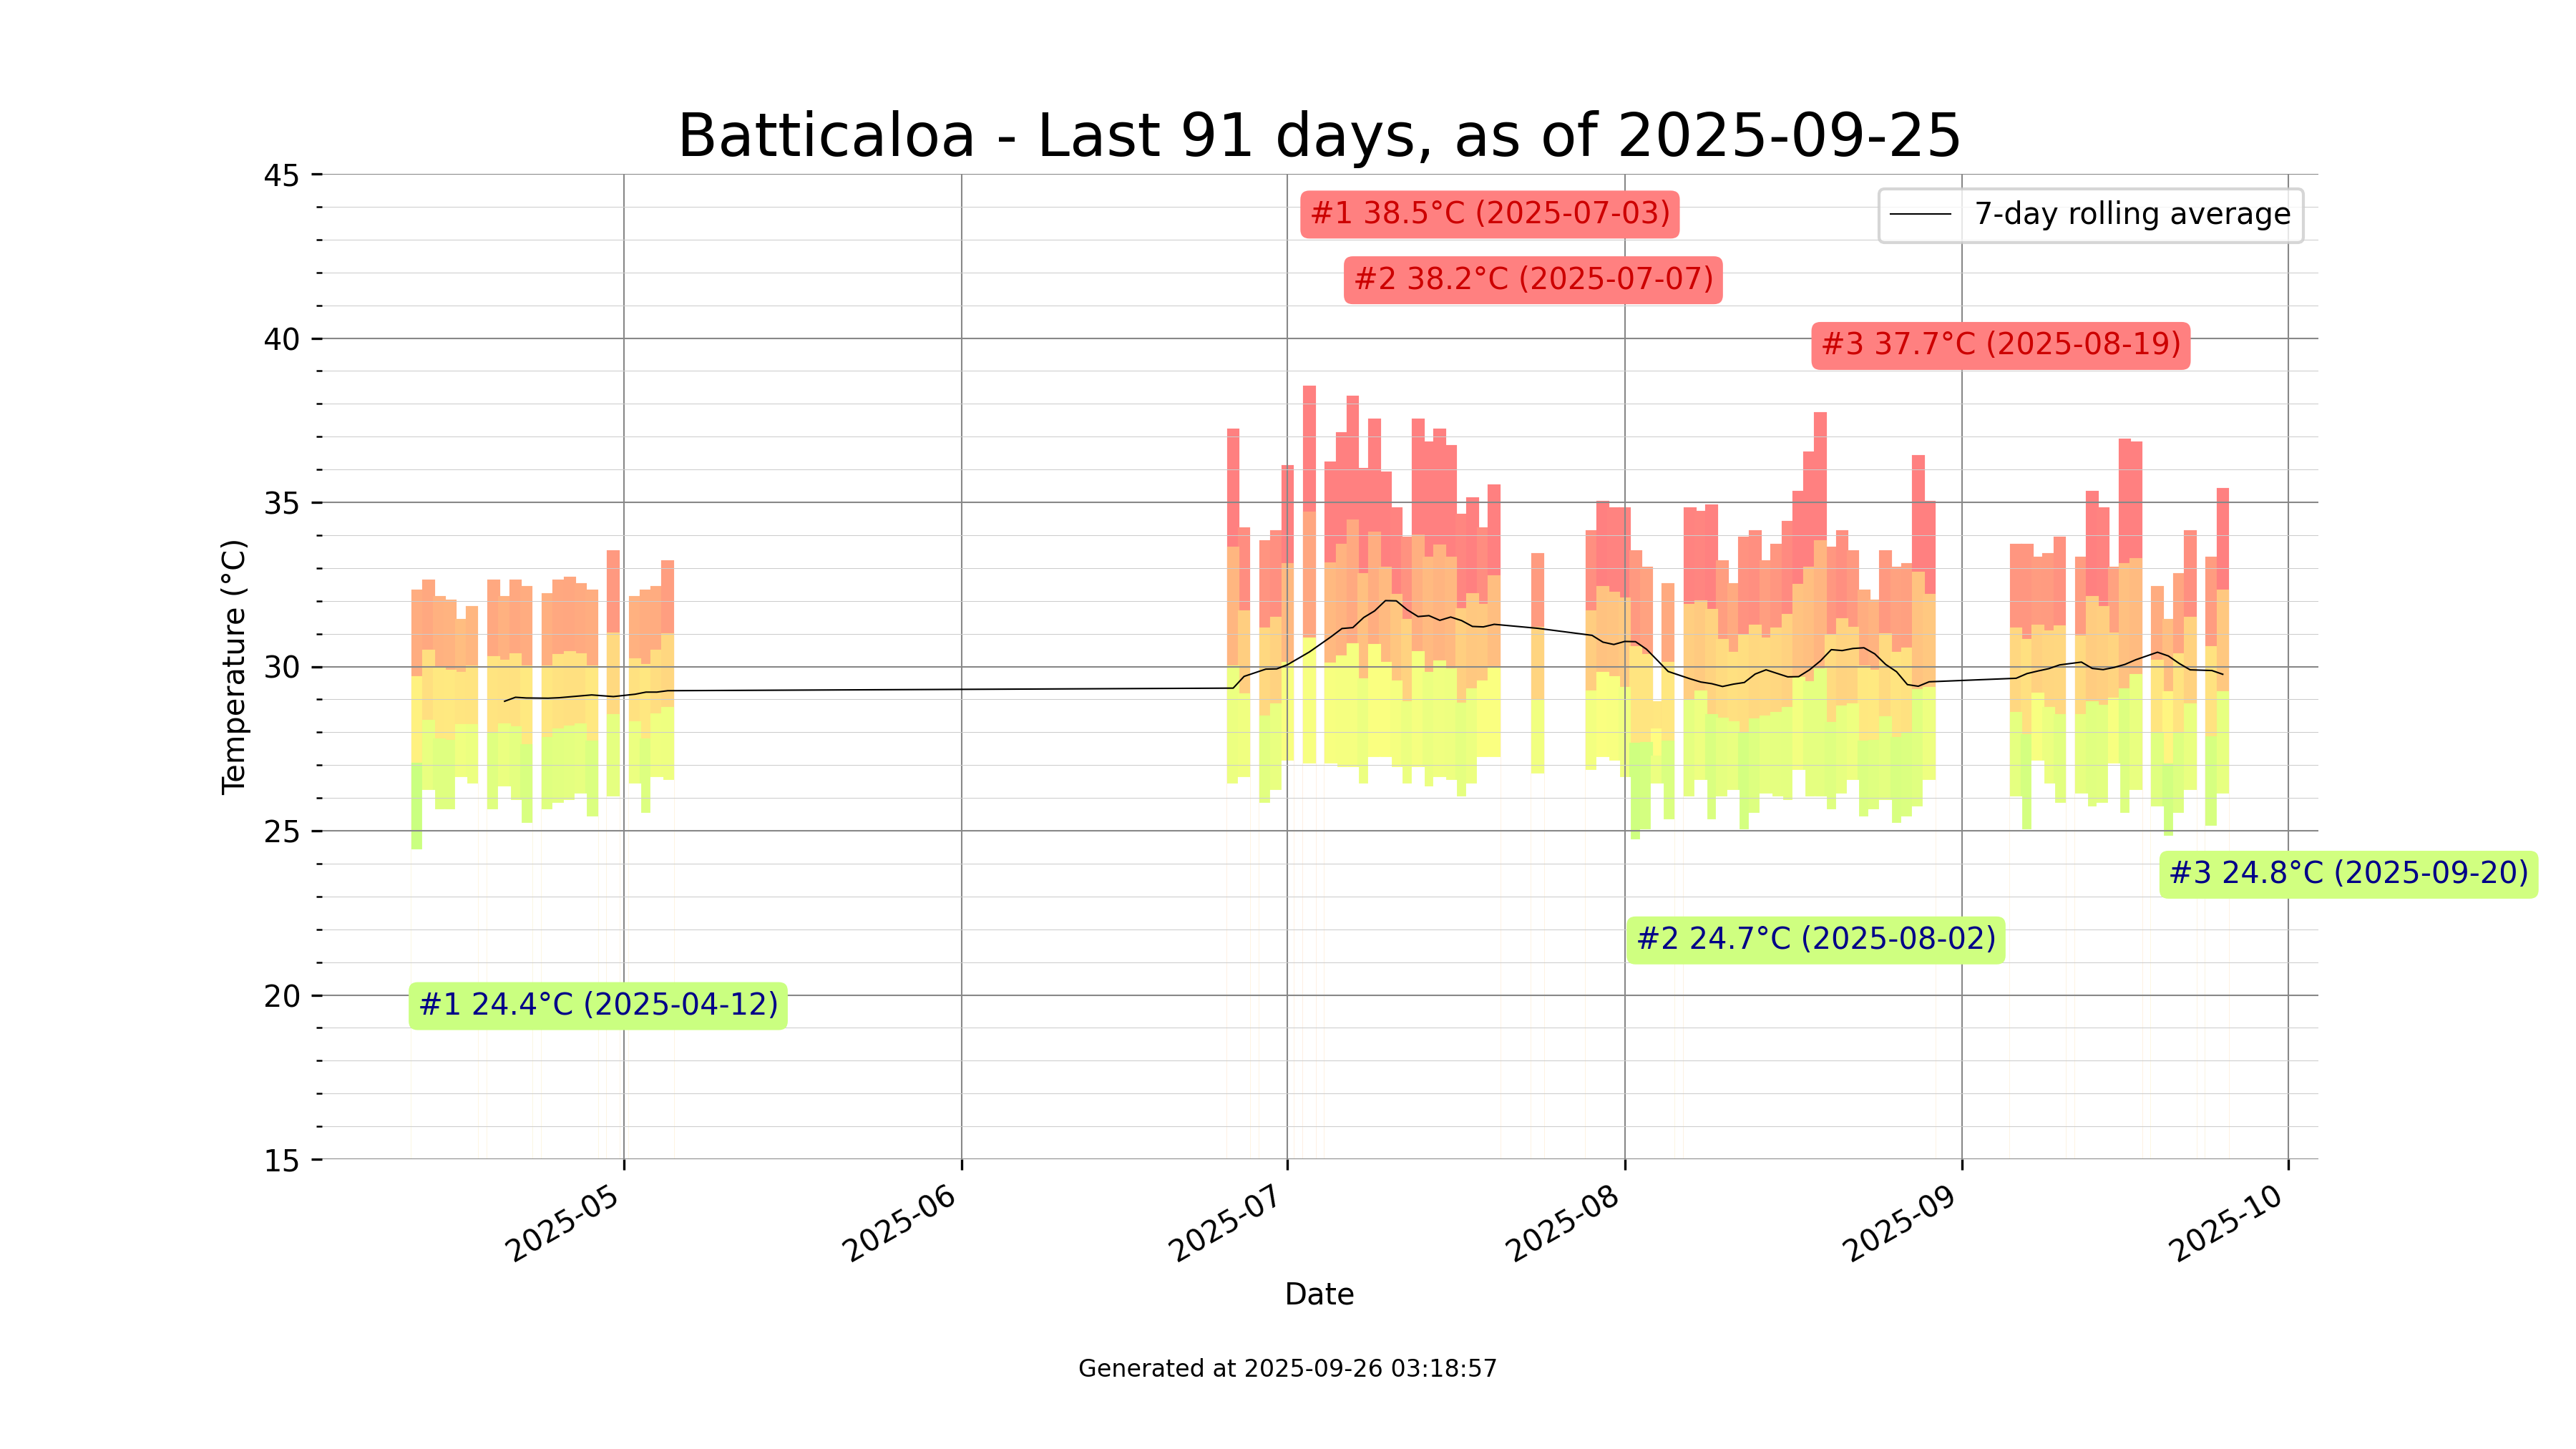 Batticaloa - Last 91 days, as of 2025-09-25
45
40
35
30
25
20
15
Temperature (°C)
#1 38.5°C (2025-07-03)
7-day rolling average
#2 38.2°C (2025-07-07)
#3 37.7°C (2025-08-19)
#3 24.8°C (2025-09-20)
#2 24.7°C (2025-08-02)
#1 24.4°C (2025-04-12)
2025-05
2025-06
2025-07
2025-08
2025-09
2025-10
Date
Generated at 2025-09-26 03:18:57